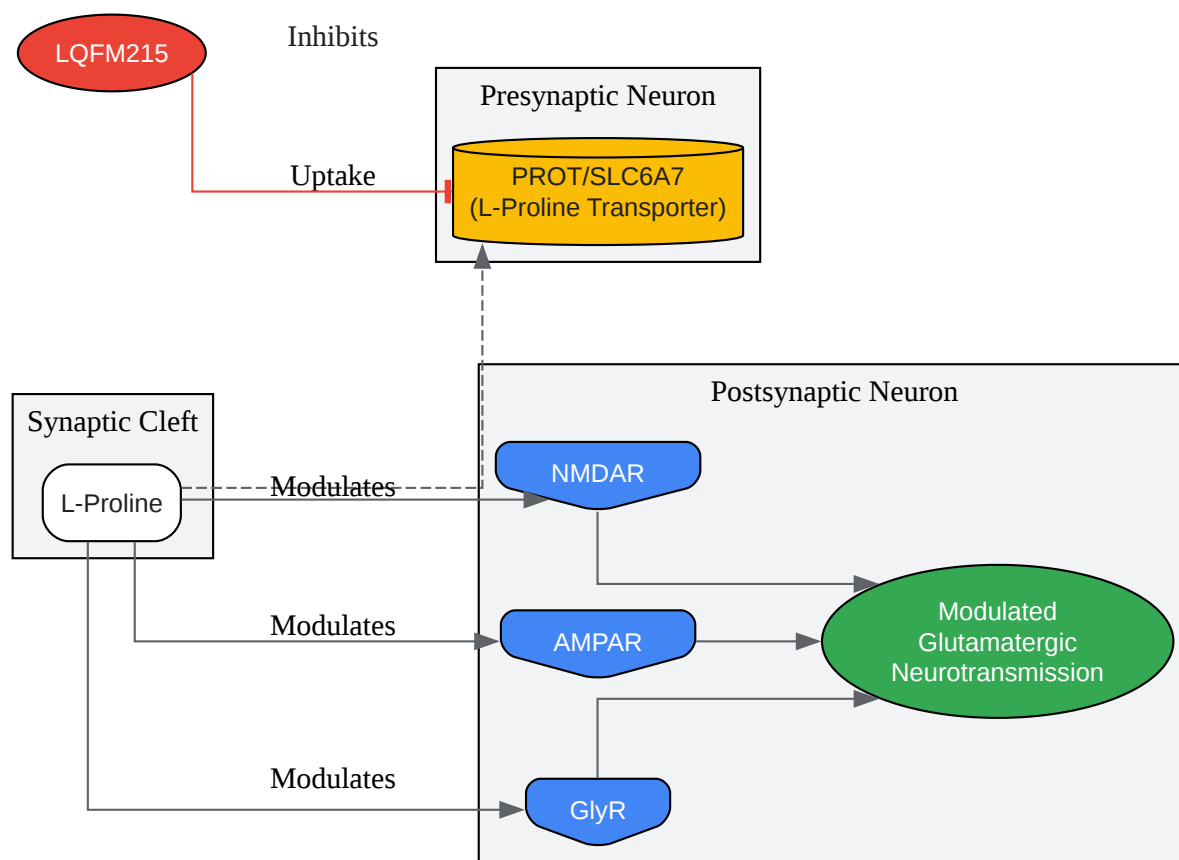 LQFM215
Inhibits
Presynaptic Neuron
Uptake
PROT/SLC6A7
(L-Proline Transporter)
Postsynaptic Neuron
Synaptic Cleft
L-Proline
Modulates
NMDAR
Modulates
AMPAR
Modulated
Glutamatergic
Neurotransmission
Modulates
GlyR